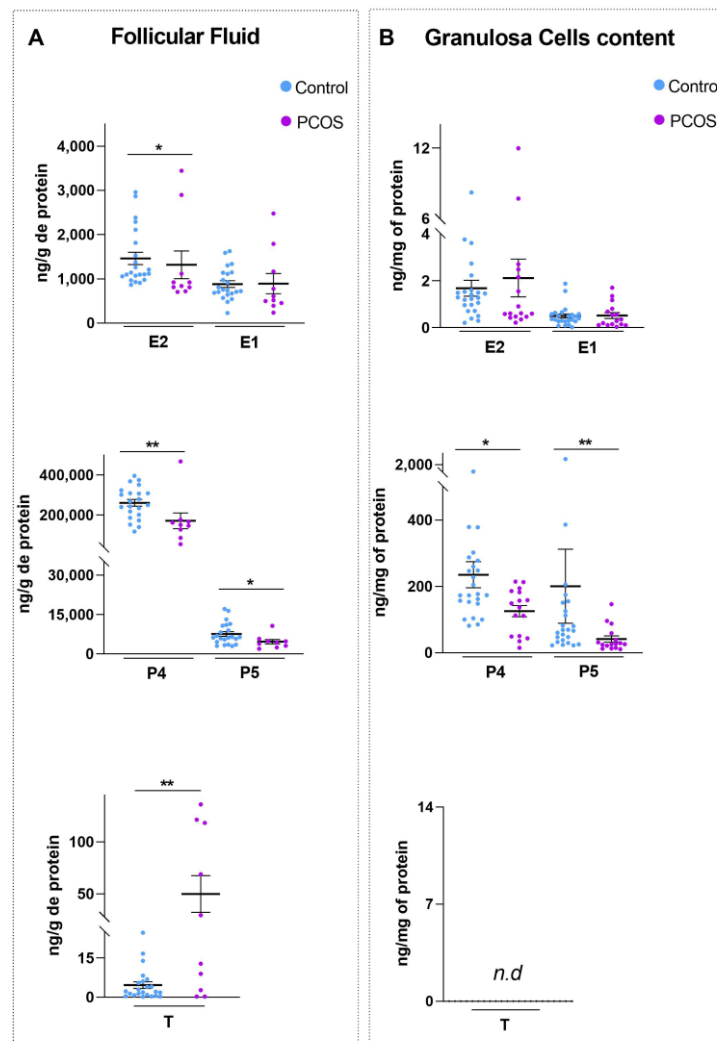 A Follicular Fluid
Control
PCOS
ng/g de protein
4,000
3,000
2,000
1,000
0
*
E2 E1
ng/g de protein
400,000
200,000
30,000
15,000
0
**
*
P4 P5
ng/g de protein
100
50
15
0
**
T
B Granulosa Cells content
Contro
PCOS
ng/mg of protein
12
6
4
2
0
E2 E1
ng/mg of protein
2,000
400
200
0
*
**
P4 P5
ng/mg of protein
14
7
0
n.d
T